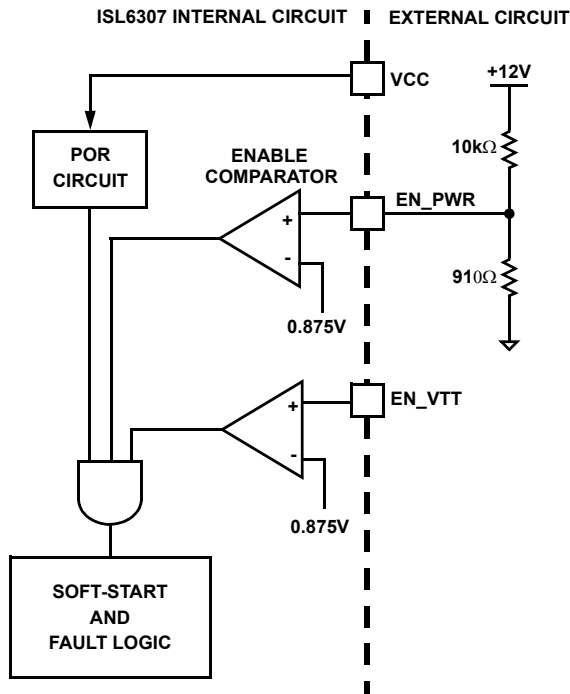 ISL6307 INTERNAL CIRCUIT
EXTERNAL CIRCUIT
VCC
+12V
POR
CIRCUIT
ENABLE
COMPARATOR
10kΩ
EN_PWR
+
-
910Ω
0.875V
EN_VTT
+
-
0.875V
SOFT-START
AND
FAULT LOGIC